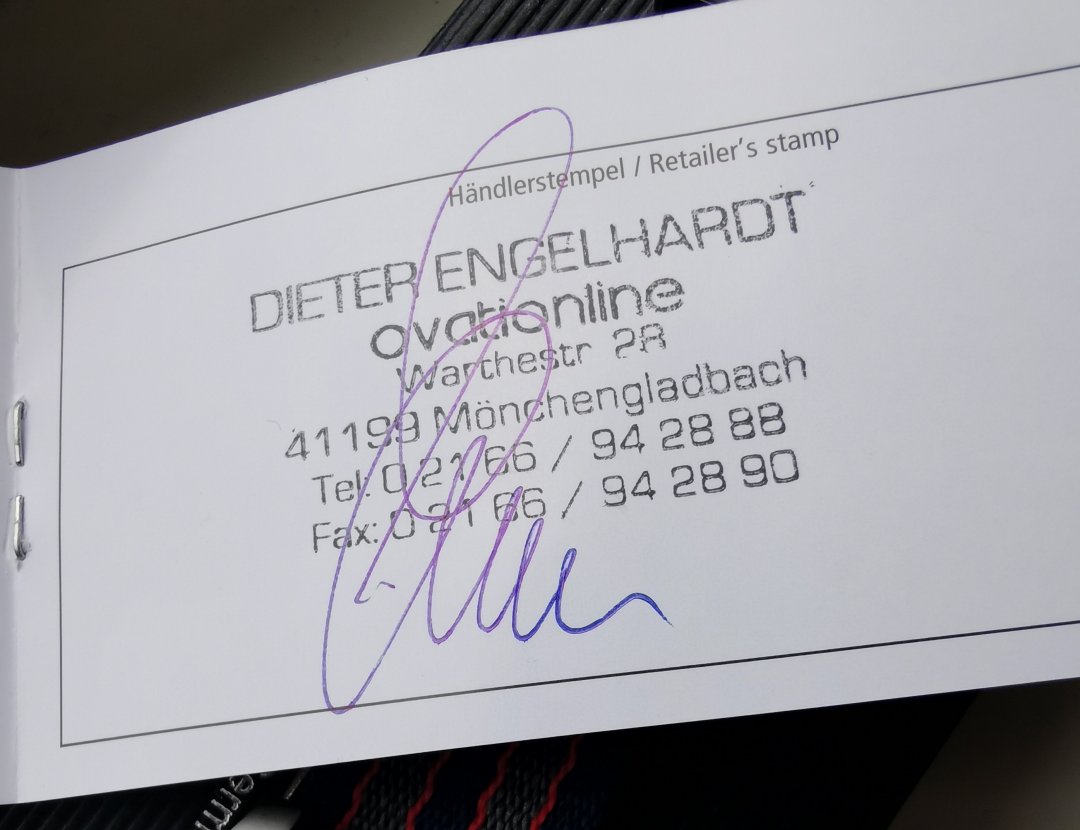 Händlerstempel / Retailer's stamp
DIETER ENGELHARDT
ovationline
Warthestr 28
41199 Mönchengladbach
Tel: 0 21 66 / 94 28 88
Fax: 0 21 66 / 94 28 90